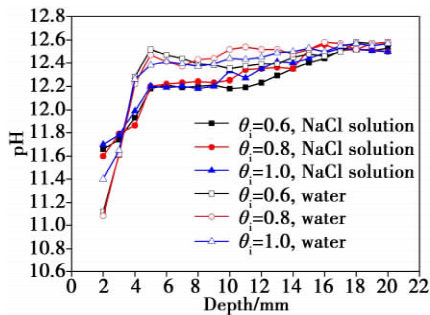 12.8
12.6
12.4
12.2
12.0
11.8
11.6
11.4
11.2
11.0
10.8
10.6
pH
θi=0.6, NaCl solution
θi=0.8, NaCl solution
θi=1.0, NaCl solution
θi=0.6, water
θi=0.8, water
θi=1.0, water
0 2 4 6 8 10 12 14 16 18 20 22
Depth/mm